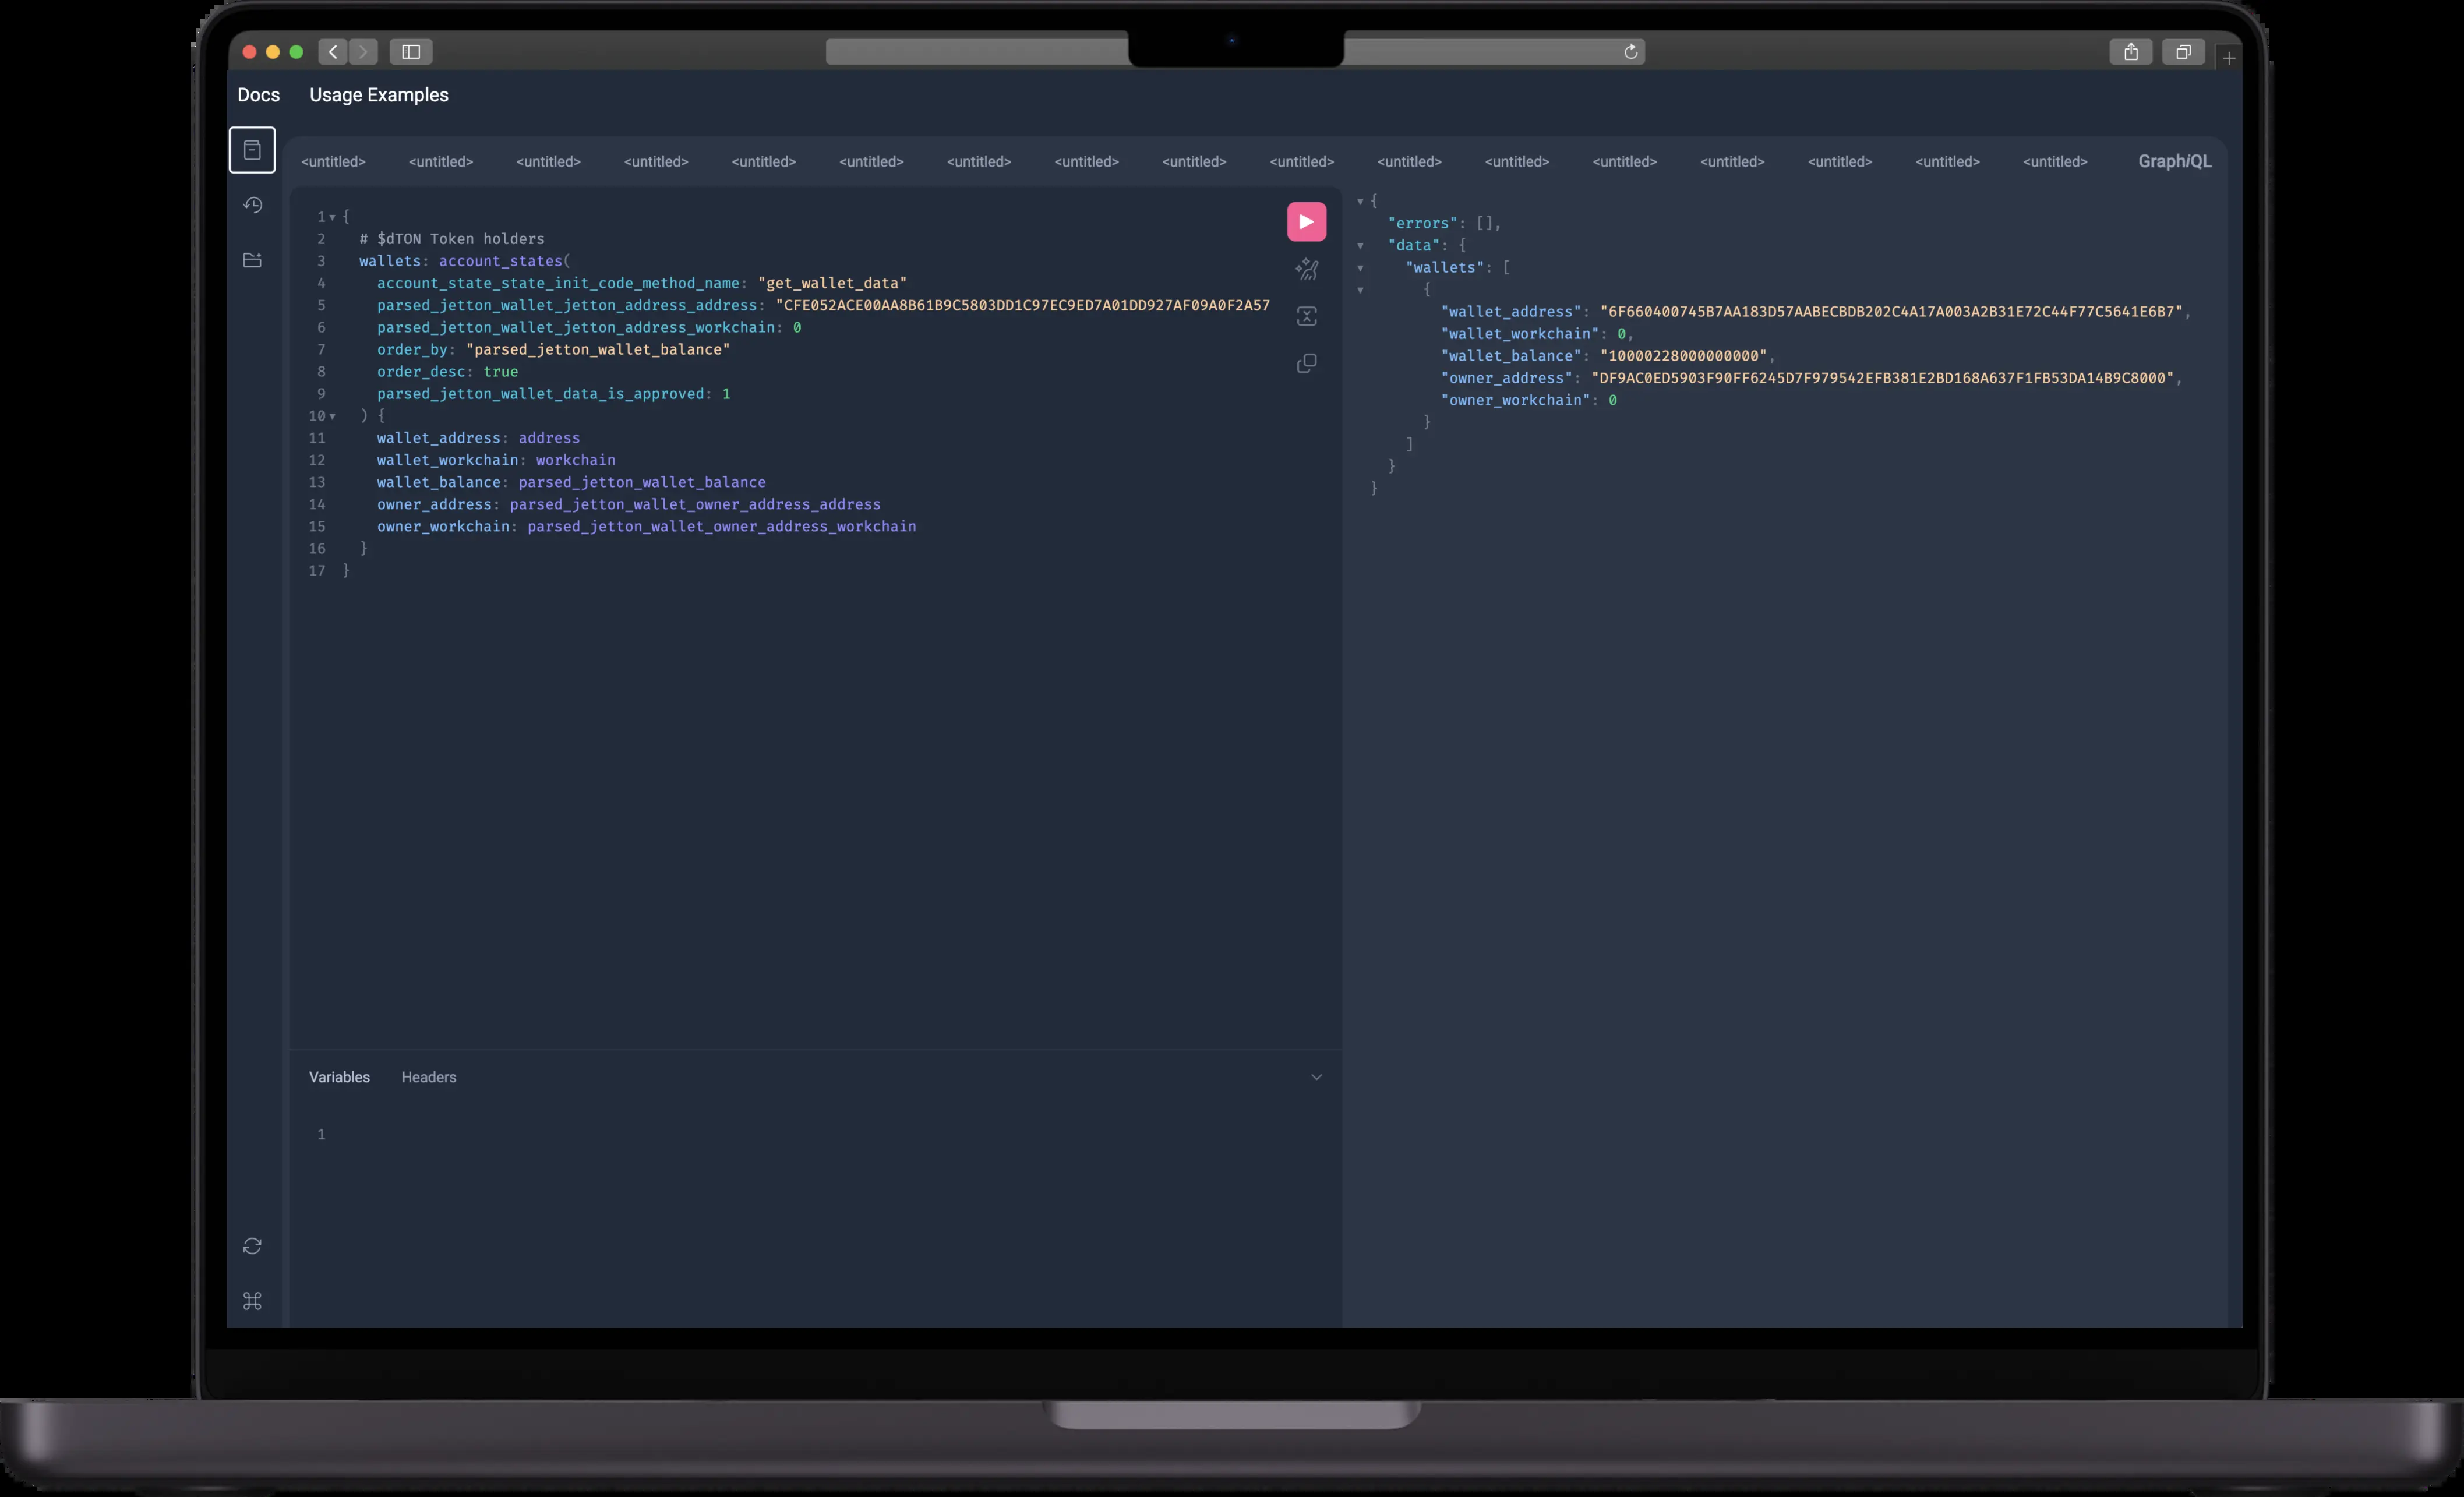 Docs Usage Examples
<untitled> <untitled> <untitled> <untitled> <untitled> <untitled> <untitled> <untitled> <untitled> <untitled> <untitled> <untitled> <untitled> <untitled> <untitled> <untitled> <untitled> GraphiQL
1 {
2 # $dTON Token holders
3 wallets: account_states(
4 account_state_state_init_code_method_name: "get_wallet_data"
5 parsed_jetton_wallet_jetton_address_address: "CFE052ACE00AA8B61B9C5803DD1C97EC9ED7A01DD927AF09A0F2A57
6 parsed_jetton_wallet_jetton_address_workchain: 0
7 order_by: "parsed_jetton_wallet_balance"
8 order_desc: true
9 parsed_jetton_wallet_data_is_approved: 1
10 ) {
11 wallet_address: address
12 wallet_workchain: workchain
13 wallet_balance: parsed_jetton_wallet_balance
14 owner_address: parsed_jetton_wallet_owner_address_address
15 owner_workchain: parsed_jetton_wallet_owner_address_workchain
16 }
17 }
Variables Headers
1
{
"errors": [],
"data": {
"wallets": [
{
"wallet_address": "6F660400745B7AA183D57AABECBDB202C4A17A003A2B31E72C44F77C5641E6B7",
"wallet_workchain": 0,
"wallet_balance": "10000228000000000",
"owner_address": "DF9AC0ED5903F90FF6245D7F979542EFB381E2BD168A637F1FB53DA14B9C8000",
"owner_workchain": 0
}
]
}
}